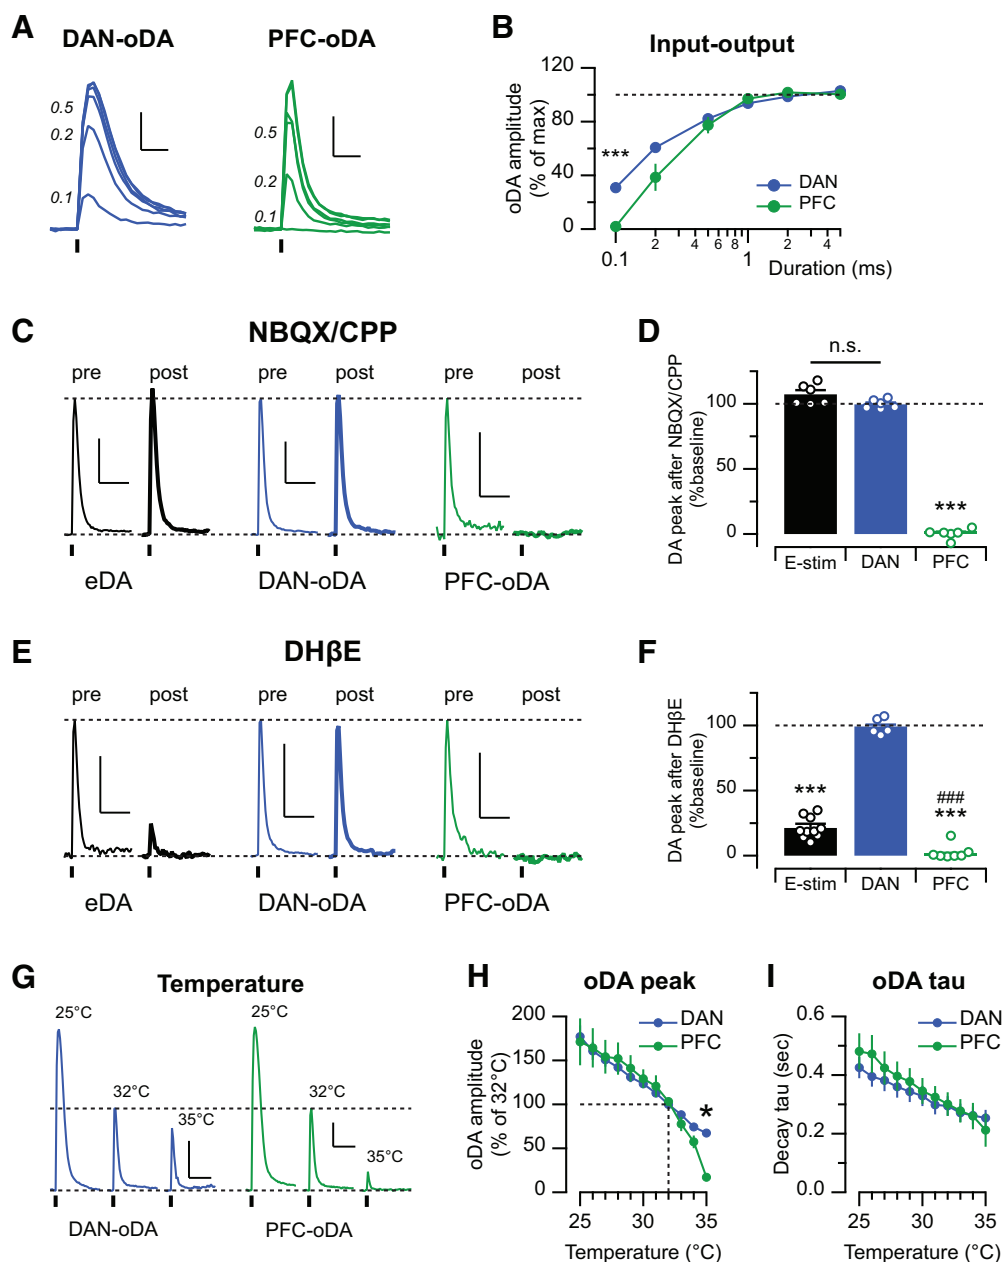 A
DAN-oDA
PFC-oDA
0.5
0.2
0.1
0.5
0.2
0.1
B
Input-output
oDA amplitude
(% of max)
120
80
40
0
***
DAN
PFC
0.1
2
4
6
8
1
2
4
Duration (ms)
C
NBQX/CPP
pre
post
pre
post
pre
post
eDA
DAN-oDA
PFC-oDA
D
DA peak after NBQX/CPP
(%baseline)
n.s.
100
50
0
***
E-stim
DAN
PFC
E
DHβE
pre
post
pre
post
pre
post
eDA
DAN-oDA
PFC-oDA
F
DA peak after DHβE
(%baseline)
100
50
0
***
###
***
E-stim
DAN
PFC
G
Temperature
25°C
32°C
35°C
25°C
32°C
35°C
DAN-oDA
PFC-oDA
H
oDA peak
oDA amplitude
(% of 32°C)
200
150
100
50
0
DAN
PFC
*
25
30
35
Temperature (°C)
I
oDA tau
Decay tau (sec)
0.6
0.4
0.2
0.0
DAN
PFC
25
30
35
Temperature (°C)